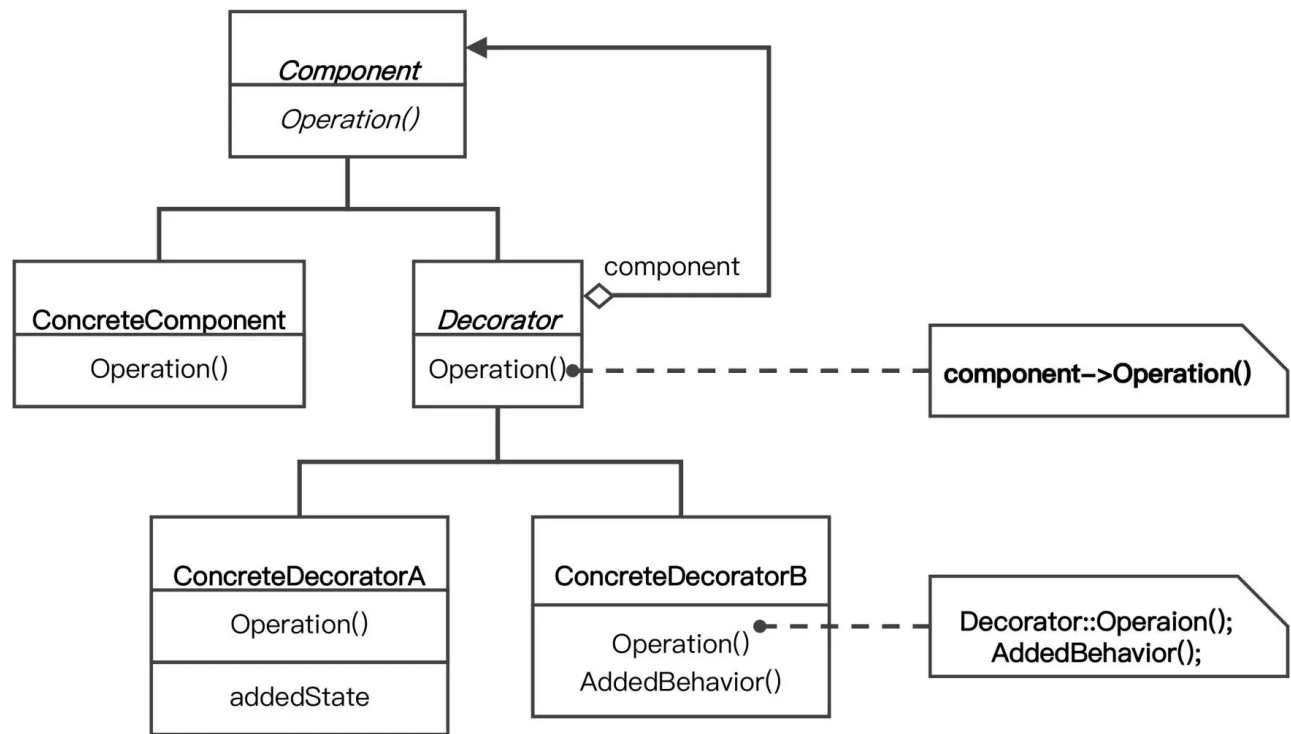 Component
Operation()
component
ConcreteComponent
Operation()
Decorator
Operation()
component->Operation()
ConcreteDecoratorA
Operation()
addedState
ConcreteDecoratorB
Operation()
AddedBehavior()
Decorator::Operaion();
AddedBehavior();